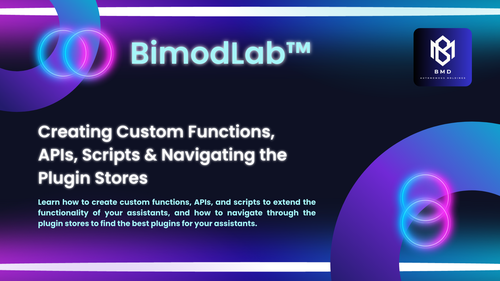 BimodLab™
BMD
AUTONOMOUS HOLDINGS
Creating Custom Functions,
APIs, Scripts & Navigating the
Plugin Stores
Learn how to create custom functions, APIs, and scripts to extend the
functionality of your assistants, and how to navigate through the
plugin stores to find the best plugins for your assistants.